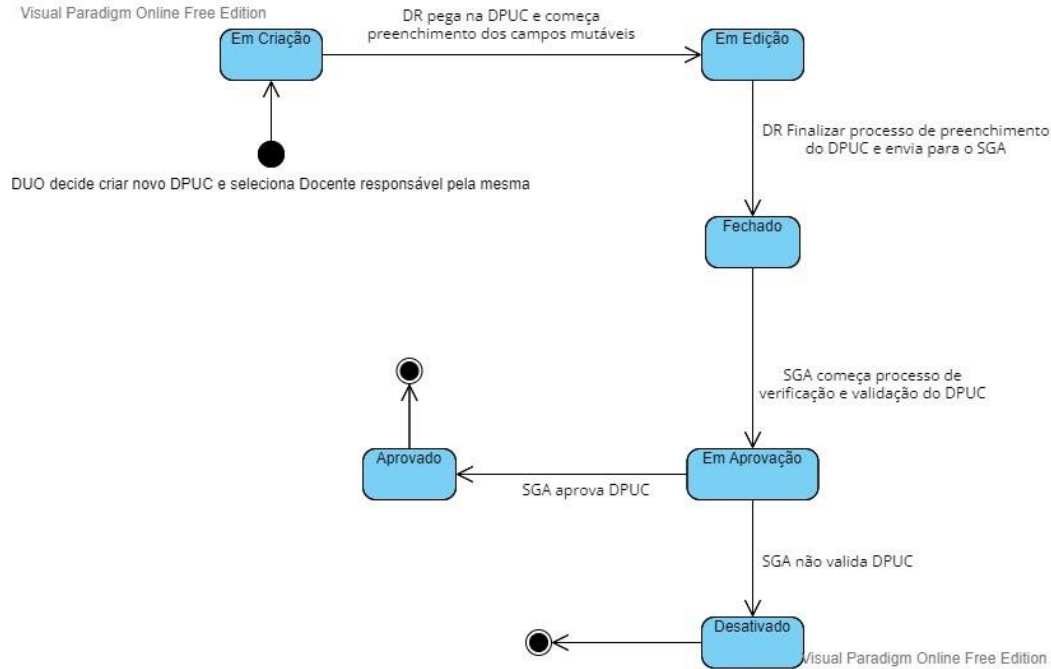 Visual Paradigm Online Free Edition
DR pega na DPUC e começa
preenchimento dos campos mutáveis
Em Criação
Em Edição
DR Finalizar processo de preenchimento
do DPUC e envia para o SGA
DUO decide criar novo DPUC e seleciona Docente responsável pela mesma
Fechado
SGA começa processo de
verificação e validação do DPUC
Aprovado
Em Aprovação
SGA aprova DPUC
SGA não valida DPUC
Desativado
Visual Paradigm Online Free Edition